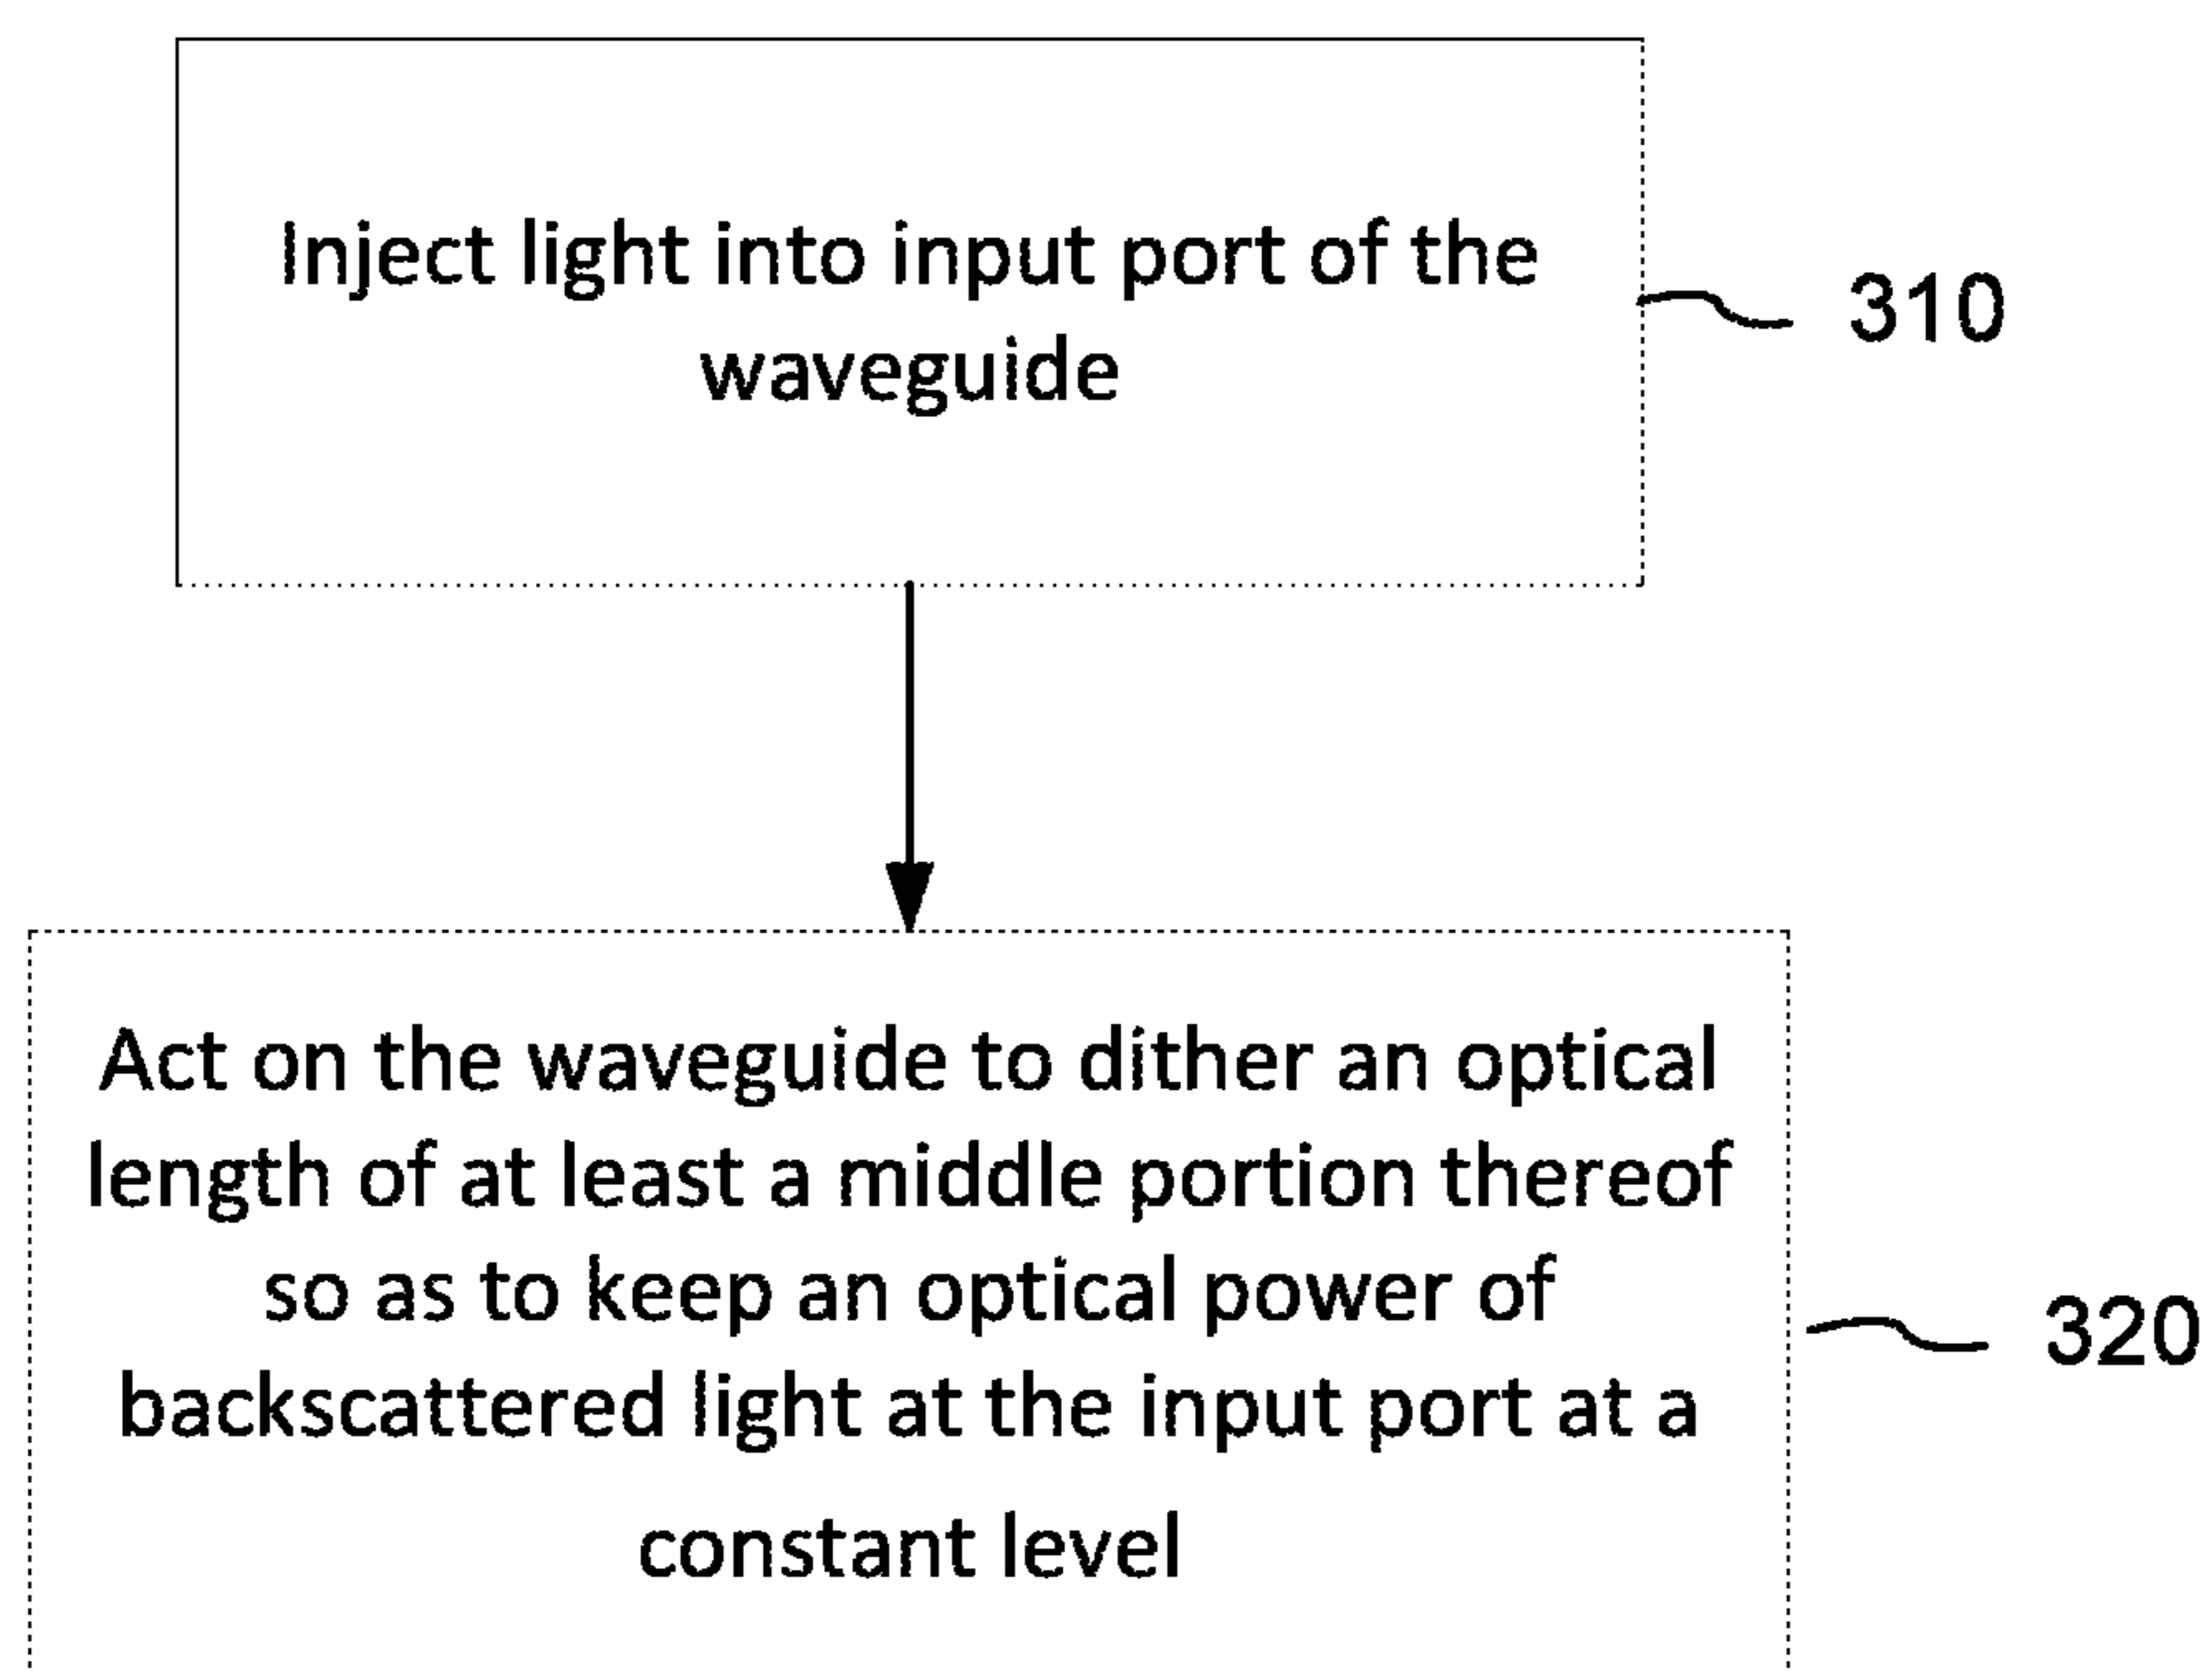 Inject light into input port of the
waveguide
310
Act on the waveguide to dither an optical
length of at least a middle portion thereof
so as to keep an optical power of
backscattered light at the input port at a
constant level
320